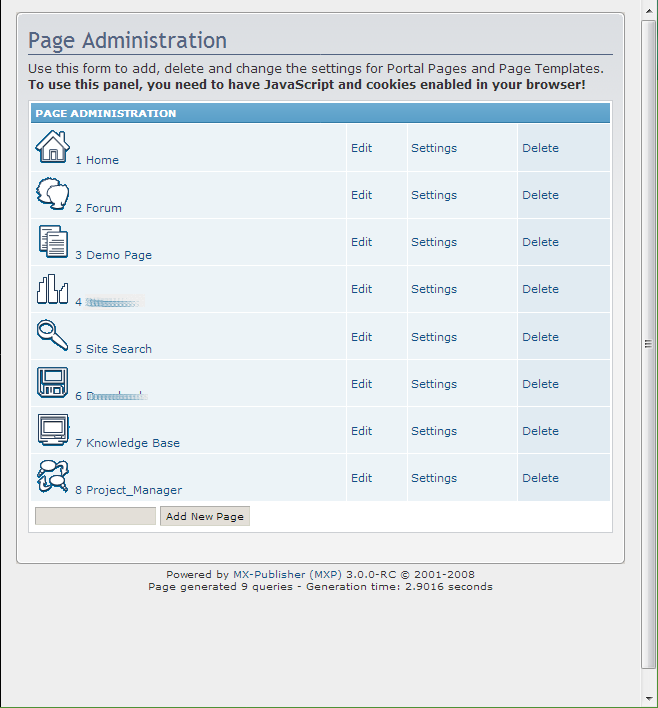 Page Administration
Use this form to add, delete and change the settings for Portal Pages and Page Templates.
To use this panel, you need to have JavaScript and cookies enabled in your browser!
PAGE ADMINISTRATION
1 Home Edit Settings Delete
2 Forum Edit Settings Delete
3 Demo Page Edit Settings Delete
4 Edit Settings Delete
5 Site Search Edit Settings Delete
6 Edit Settings Delete
7 Knowledge Base Edit Settings Delete
8 Project_Manager Edit Settings Delete
Add New Page
Powered by MX-Publisher (MXP) 3.0.0-RC © 2001-2008
Page generated 9 queries - Generation time: 2.9016 seconds